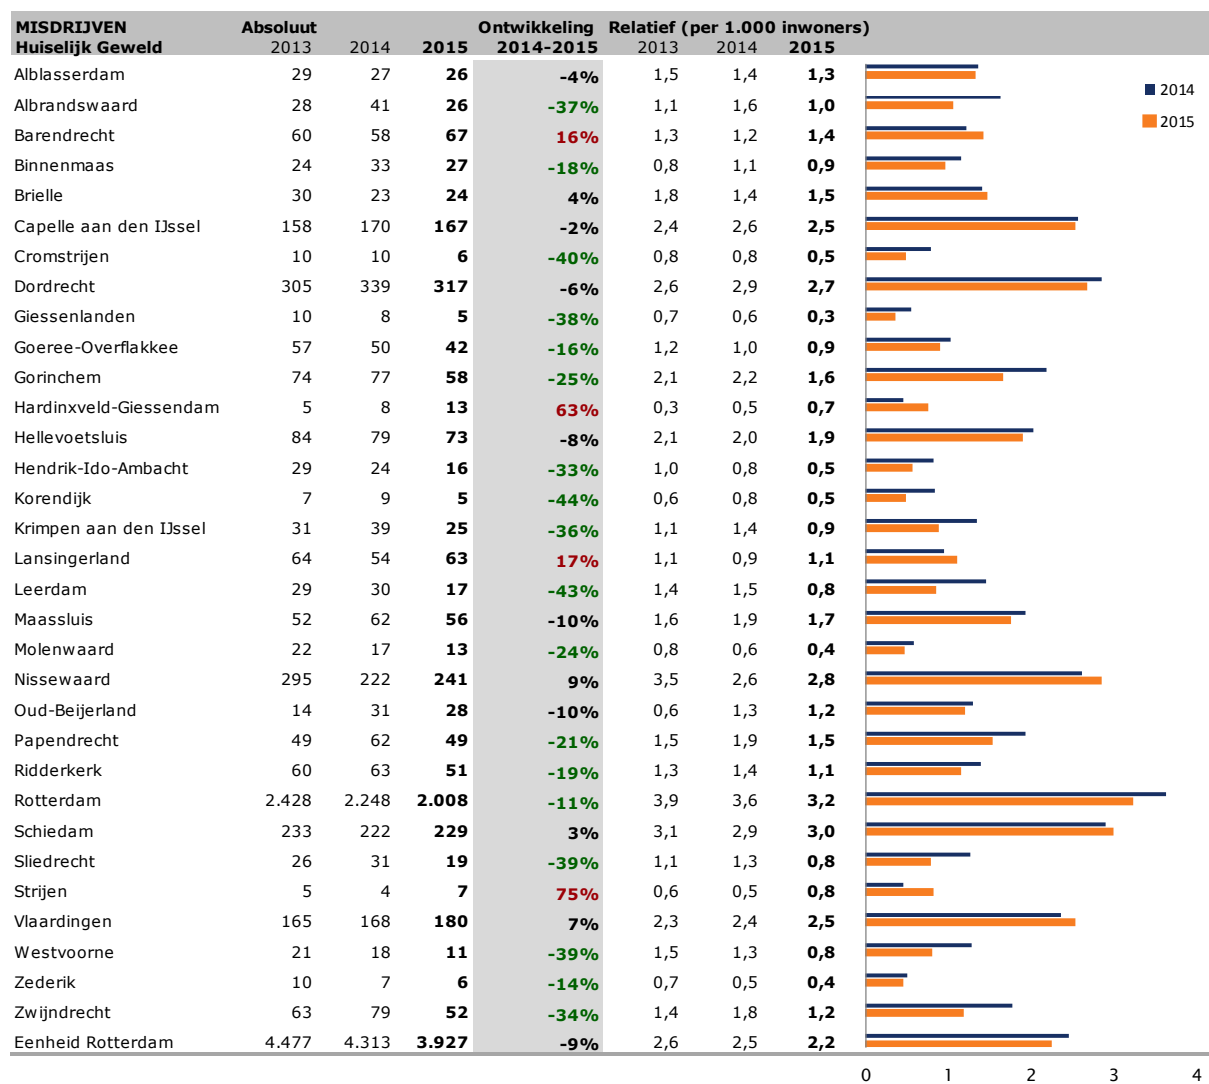 MISDRIJVEN Absoluut Ontwikkeling Relatief (per 1.000 inwoners)
Huiselijk Geweld 2013 2014 2015 2014-2015 2013 2014 2015
Alblasserdam 29 27 26 -4% 1,5 1,4 1,3
2014
Albrandswaard 28 41 26 -37% 1,1 1,6 1,0
2015
Barendrecht 60 58 67 16% 1,3 1,2 1,4
Binnenmaas 24 33 27 -18% 0,8 1,1 0,9
Brielle 30 23 24 4% 1,8 1,4 1,5
Capelle aan den IJssel 158 170 167 -2% 2,4 2,6 2,5
Cromstrijen 10 10 6 -40% 0,8 0,8 0,5
Dordrecht 305 339 317 -6% 2,6 2,9 2,7
Giessenlanden 10 8 5 -38% 0,7 0,6 0,3
Goeree-Overflakkee 57 50 42 -16% 1,2 1,0 0,9
Gorinchem 74 77 58 -25% 2,1 2,2 1,6
Hardinxveld-Giessendam 5 8 13 63% 0,3 0,5 0,7
Hellevoetsluis 84 79 73 -8% 2,1 2,0 1,9
Hendrik-Ido-Ambacht 29 24 16 -33% 1,0 0,8 0,5
Korendijk 7 9 5 -44% 0,6 0,8 0,5
Krimpen aan den IJssel 31 39 25 -36% 1,1 1,4 0,9
Lansingerland 64 54 63 17% 1,1 0,9 1,1
Leerdam 29 30 17 -43% 1,4 1,5 0,8
Maassluis 52 62 56 -10% 1,6 1,9 1,7
Molenwaard 22 17 13 -24% 0,8 0,6 0,4
Nissewaard 295 222 241 9% 3,5 2,6 2,8
Oud-Beijerland 14 31 28 -10% 0,6 1,3 1,2
Papendrecht 49 62 49 -21% 1,5 1,9 1,5
Ridderkerk 60 63 51 -19% 1,3 1,4 1,1
Rotterdam 2.428 2.248 2.008 -11% 3,9 3,6 3,2
Schiedam 233 222 229 3% 3,1 2,9 3,0
Sliedrecht 26 31 19 -39% 1,1 1,3 0,8
Strijen 5 4 7 75% 0,6 0,5 0,8
Vlaardingen 165 168 180 7% 2,3 2,4 2,5
Westvoorne 21 18 11 -39% 1,5 1,3 0,8
Zederik 10 7 6 -14% 0,7 0,5 0,4
Zwijndrecht 63 79 52 -34% 1,4 1,8 1,2
Eenheid Rotterdam 4.477 4.313 3.927 -9% 2,6 2,5 2,2
0 1 2 3 4